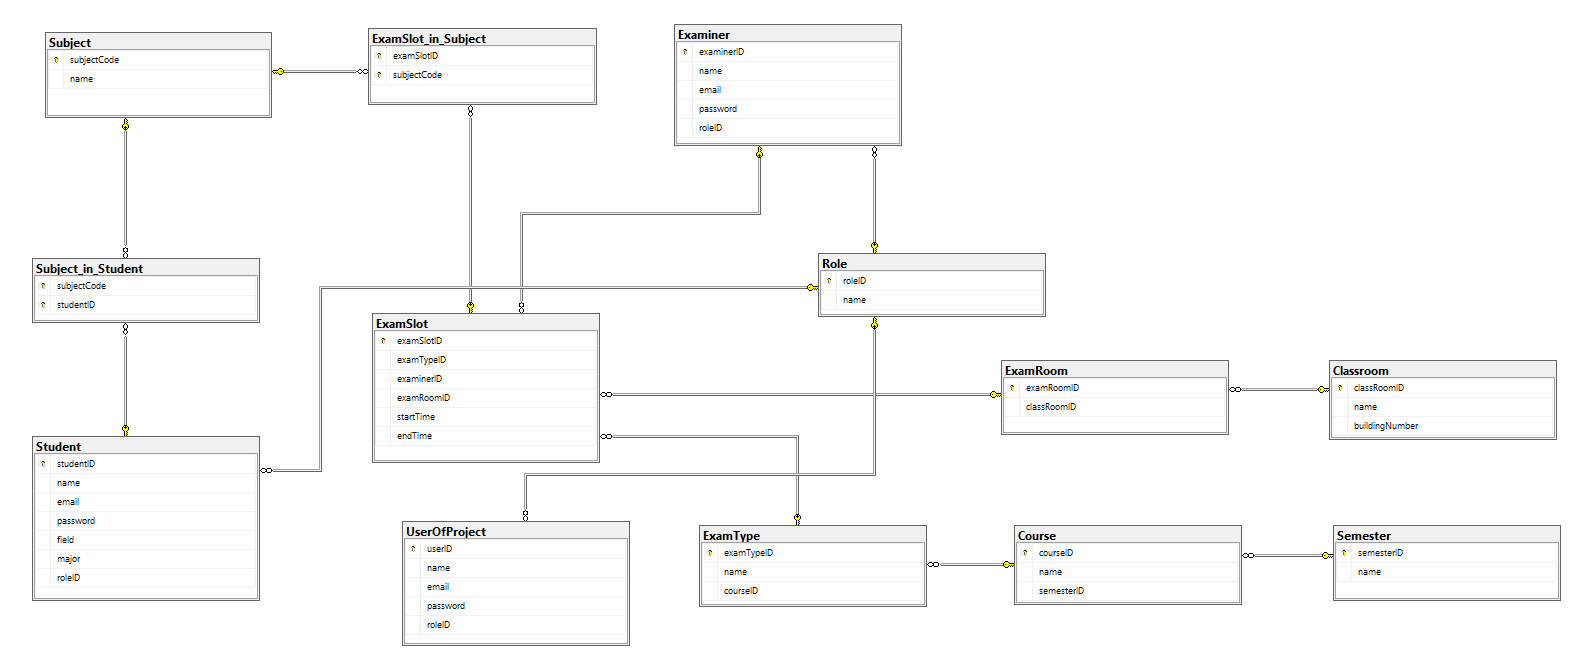 Subject
subjectCode
name
ExamSlot_in_Subject
examSlotID
subjectCode
Examiner
examinerID
name
email
password
roleID
Subject_in_Student
subjectCode
studentID
Role
roleID
name
ExamSlot
examSlotID
examTypeID
examinerID
examRoomID
startTime
endTime
ExamRoom
examRoomID
classRoomID
Classroom
classRoomID
name
buildingNumber
Student
studentID
name
email
password
field
major
roleID
UserOfProject
userID
name
email
password
roleID
ExamType
examTypeID
name
courseID
Course
courseID
name
semesterID
Semester
semesterID
name